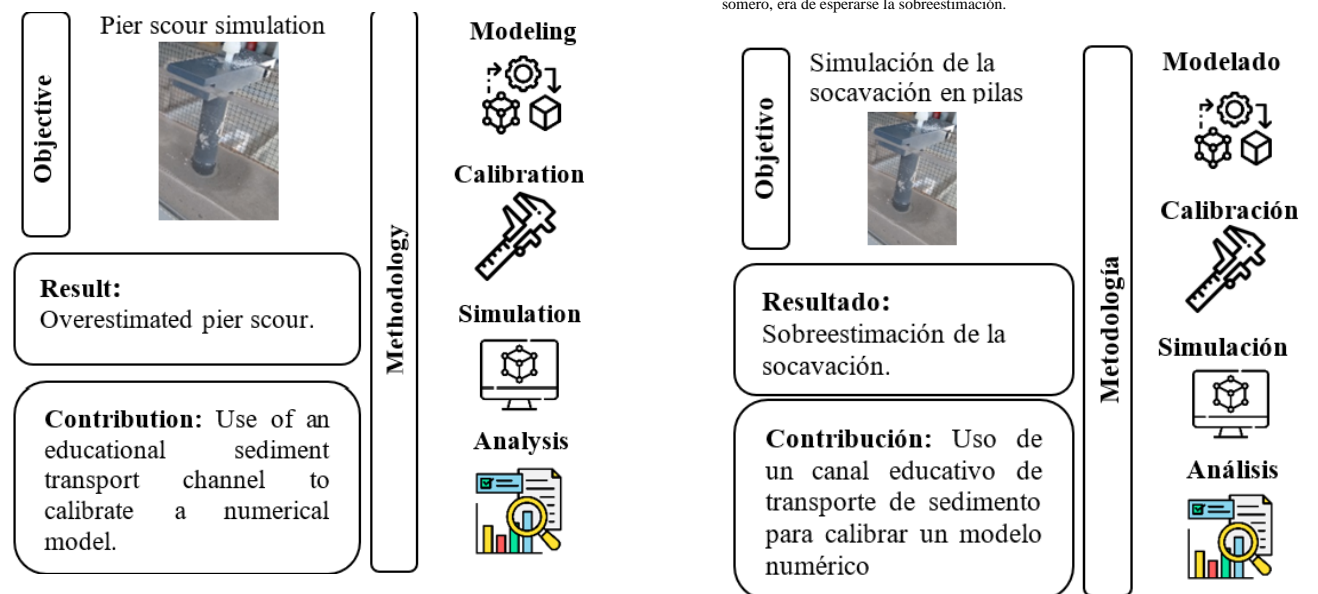 Pier scour simulation
Objective
Result:
Overestimated pier scour.
Contribution: Use of an
educational sediment
transport channel to
calibrate a numerical
model.
Methodology
Modeling
Calibration
Simulation
Analysis
somero, era de esperarse la sobreestimación.
Simulación de la
socavación en pilas
Objetivo
Resultado:
Sobreestimación de la
socavación.
Contribución: Uso de
un canal educativo de
transporte de sedimento
para calibrar un modelo
numérico
Metodología
Modelado
Calibración
Simulación
Análisis